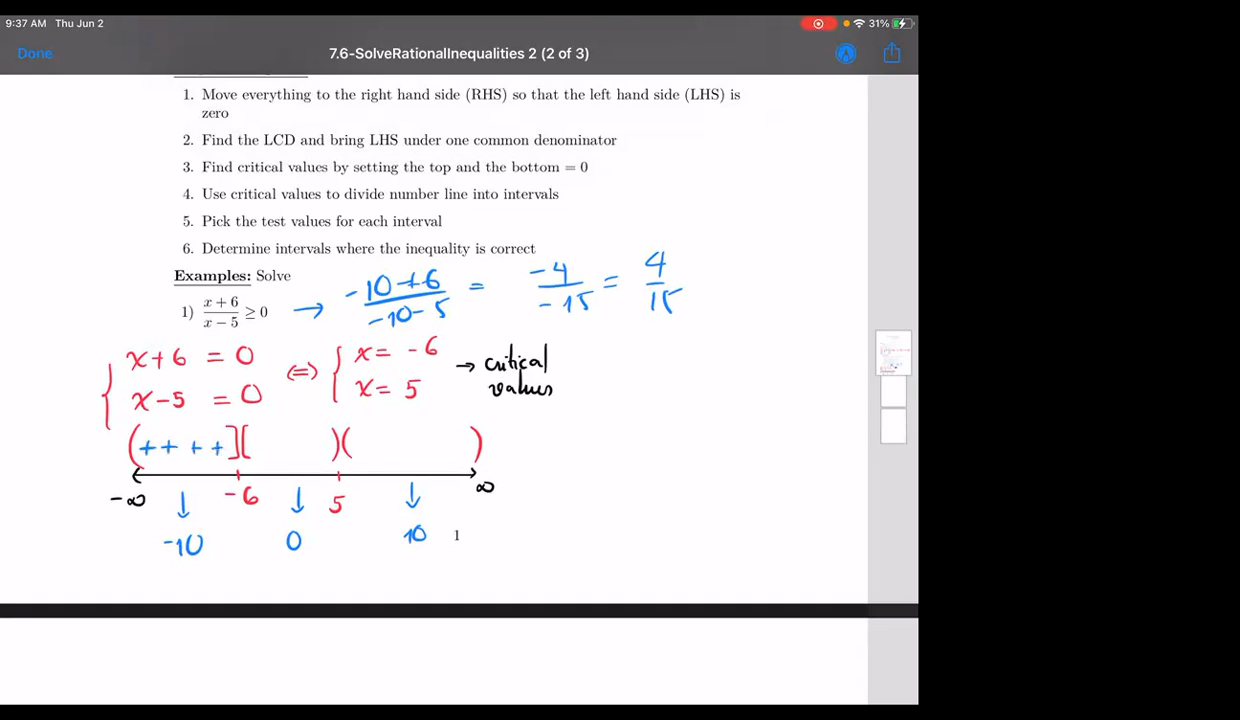 9:37 AM Thu Jun 2
31%
Done
7.6-SolveRationalInequalities 2 (2 of 3)
1. Move everything to the right hand side (RHS) so that the left hand side (LHS) is
zero
2. Find the LCD and bring LHS under one common denominator
3. Find critical values by setting the top and the bottom = 0
4. Use critical values to divide number line into intervals
5. Pick the test values for each interval
6. Determine intervals where the inequality is correct
Examples: Solve
1) (x + 6)/(x − 5) ≥ 0 → (-10+6)/(-10-5) = -4/-15 = 4/15
{ x+6 = 0 ⇔ { x = -6 → critical
x-5 = 0 x = 5 values
(++ ++][ )( )
-∞ -6 5 ∞
↓ ↓ ↓
-10 0 10
1